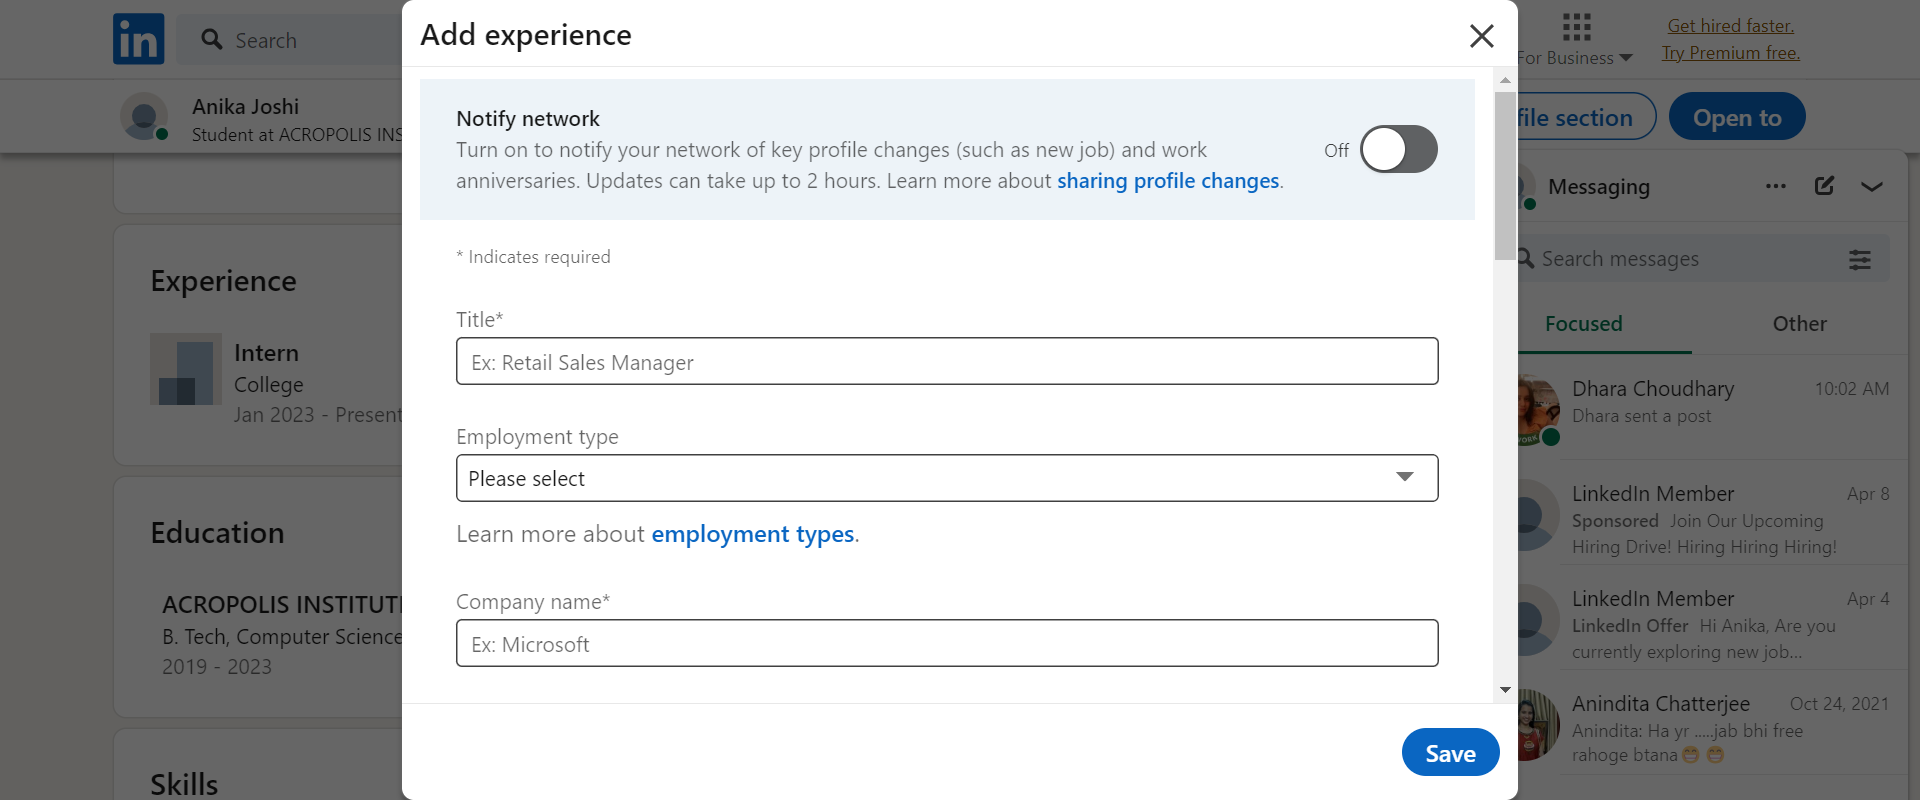 in
Search
For Business
Get hired faster.
Try Premium free.
Anika Joshi
Student at ACROPOLIS INS
file section
Open to
Experience
Intern
College
Jan 2023 - Present
Education
ACROPOLIS INSTITUT
B. Tech, Computer Science
2019 - 2023
Skills
Add experience
Notify network
Turn on to notify your network of key profile changes (such as new job) and work
anniversaries. Updates can take up to 2 hours. Learn more about sharing profile changes.
Off
* Indicates required
Title*
Ex: Retail Sales Manager
Employment type
Please select
Learn more about employment types.
Company name*
Ex: Microsoft
Save
Messaging
Search messages
Focused
Other
Dhara Choudhary
10:02 AM
Dhara sent a post
LinkedIn Member
Apr 8
Sponsored Join Our Upcoming
Hiring Drive! Hiring Hiring Hiring!
LinkedIn Member
Apr 4
LinkedIn Offer Hi Anika, Are you
currently exploring new job...
Anindita Chatterjee
Oct 24, 2021
Anindita: Ha yr .....jab bhi free
rahoge btana😁 😁